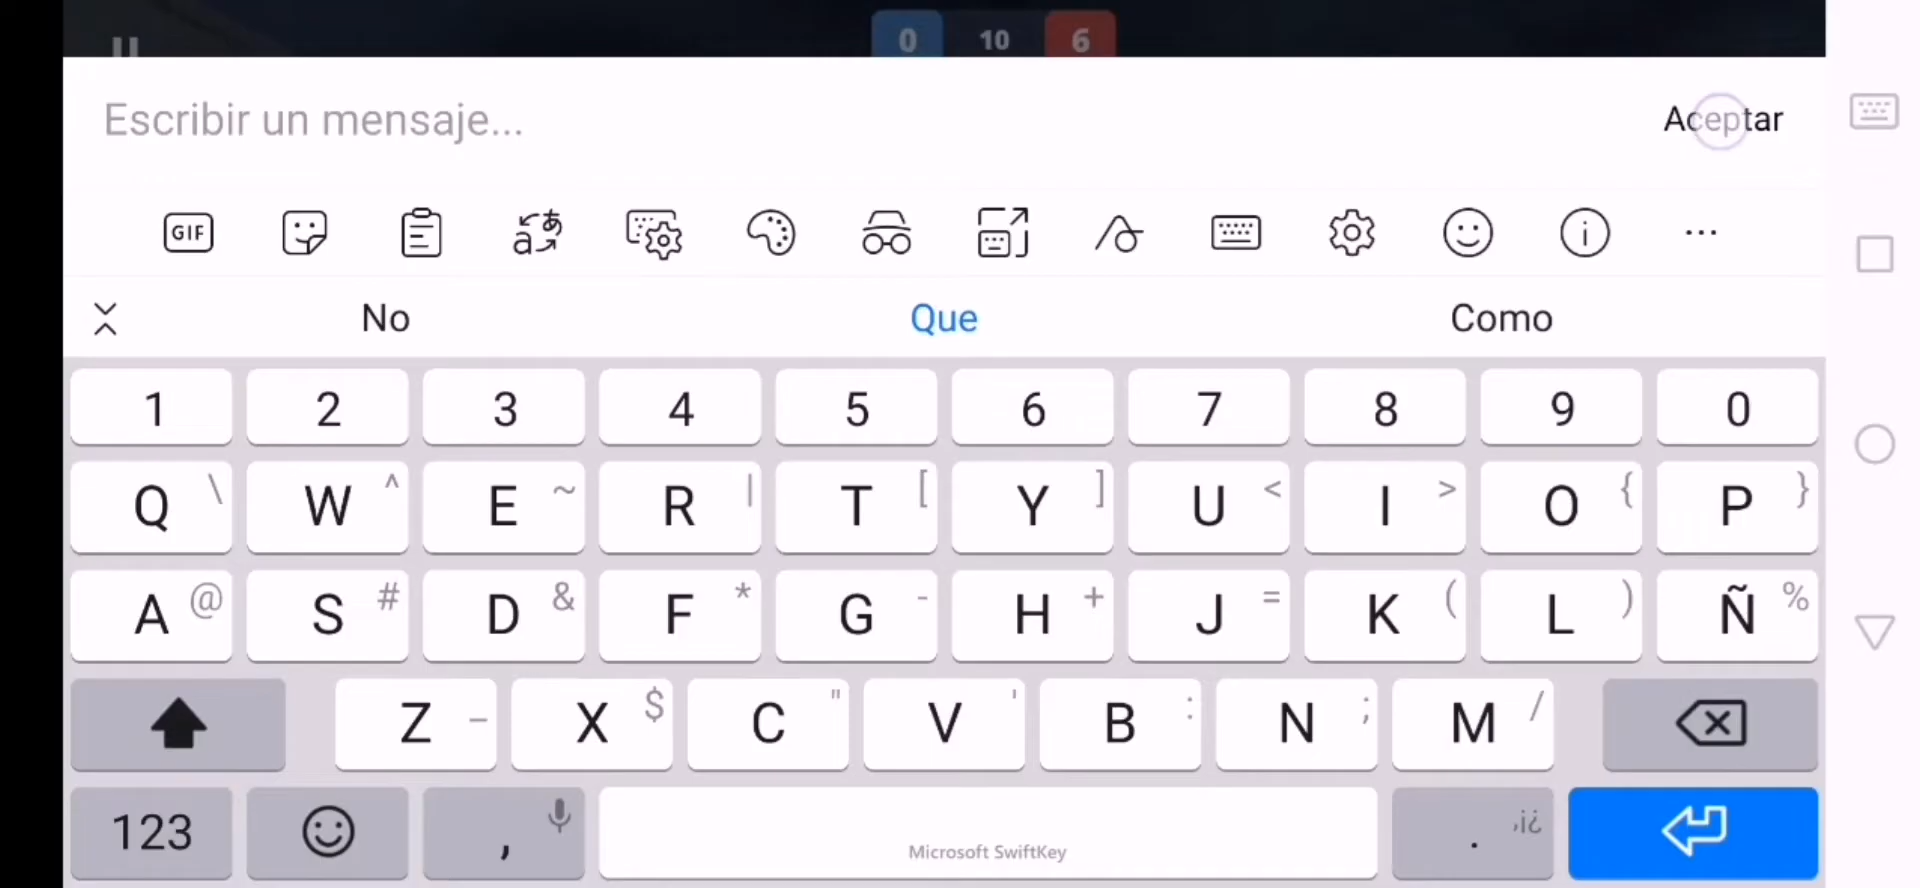 0 10 6
Escribir un mensaje... Aceptar
GIF a あ i ...
No Que Como
1 2 3 4 5 6 7 8 9 0
Q \ W ^ E ~ R | T [ Y ] U < I > O { P }
A @ S # D & F * G - H + J = K ( L ) Ñ %
Z _ X $ C " V ' B : N ; M /
123 , . ,¡¿
Microsoft SwiftKey